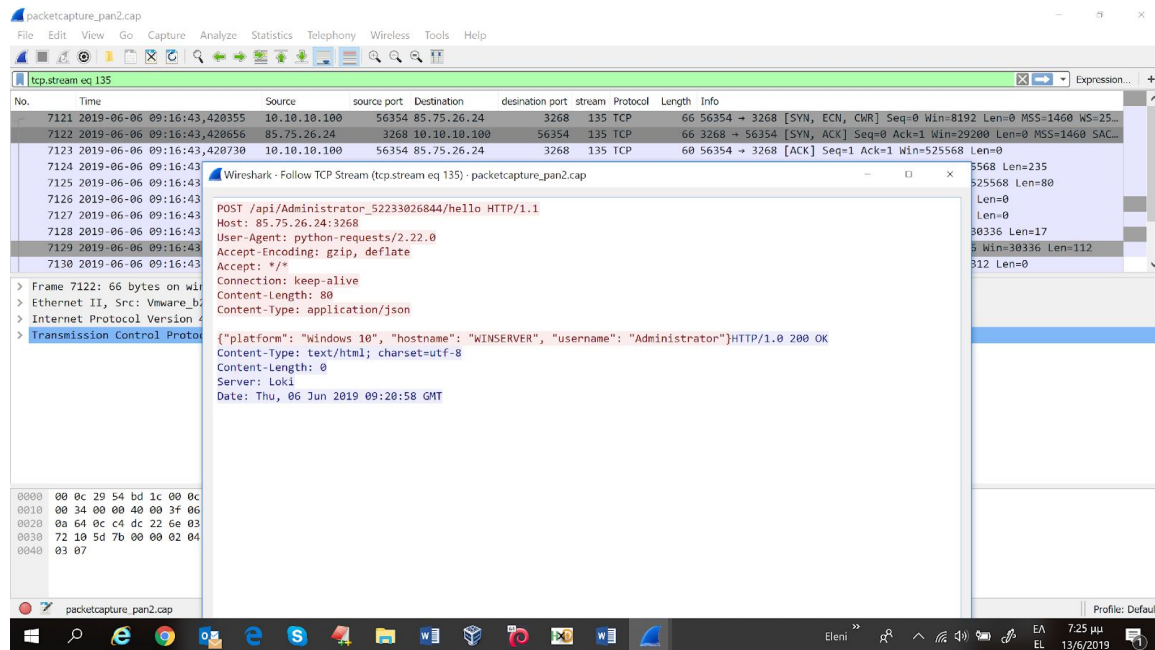 packetcapture_pan2.cap
File Edit View Go Capture Analyze Statistics Telephony Wireless Tools Help
tcp.stream eq 135
Expression... +
No. Time Source source port Destination desination port stream Protocol Length Info
7121 2019-06-06 09:16:43,420355 10.10.10.100 56354 85.75.26.24 3268 135 TCP 66 56354 → 3268 [SYN, ECN, CWR] Seq=0 Win=8192 Len=0 MSS=1460 WS=25…
7122 2019-06-06 09:16:43,420656 85.75.26.24 3268 10.10.10.100 56354 135 TCP 66 3268 → 56354 [SYN, ACK] Seq=0 Ack=1 Win=29200 Len=0 MSS=1460 SAC…
7123 2019-06-06 09:16:43,420730 10.10.10.100 56354 85.75.26.24 3268 135 TCP 60 56354 → 3268 [ACK] Seq=1 Ack=1 Win=525568 Len=0
7124 2019-06-06 09:16:43 5568 Len=235
7125 2019-06-06 09:16:43 525568 Len=80
7126 2019-06-06 09:16:43 Len=0
7127 2019-06-06 09:16:43 Len=0
7128 2019-06-06 09:16:43 30336 Len=17
7129 2019-06-06 09:16:43 Win=30336 Len=112
7130 2019-06-06 09:16:43 312 Len=0
Wireshark · Follow TCP Stream (tcp.stream eq 135) · packetcapture_pan2.cap
POST /api/Administrator_52233026844/hello HTTP/1.1
Host: 85.75.26.24:3268
User-Agent: python-requests/2.22.0
Accept-Encoding: gzip, deflate
Accept: */*
Connection: keep-alive
Content-Length: 80
Content-Type: application/json
{"platform": "Windows 10", "hostname": "WINSERVER", "username": "Administrator"}HTTP/1.0 200 OK
Content-Type: text/html; charset=utf-8
Content-Length: 0
Server: Loki
Date: Thu, 06 Jun 2019 09:20:58 GMT
Frame 7122: 66 bytes on wir
Ethernet II, Src: Vmware_b2
Internet Protocol Version 4
Transmission Control Proto
0000 00 0c 29 54 bd 1c 00 0c
0010 00 34 00 00 40 00 3f 06
0020 0a 64 0c c4 dc 22 6e 03
0030 72 10 5d 7b 00 00 02 04
0040 03 07
packetcapture_pan2.cap
Profile: Defaul
Eleni
ΕΛ
EL
7:25 μμ
13/6/2019